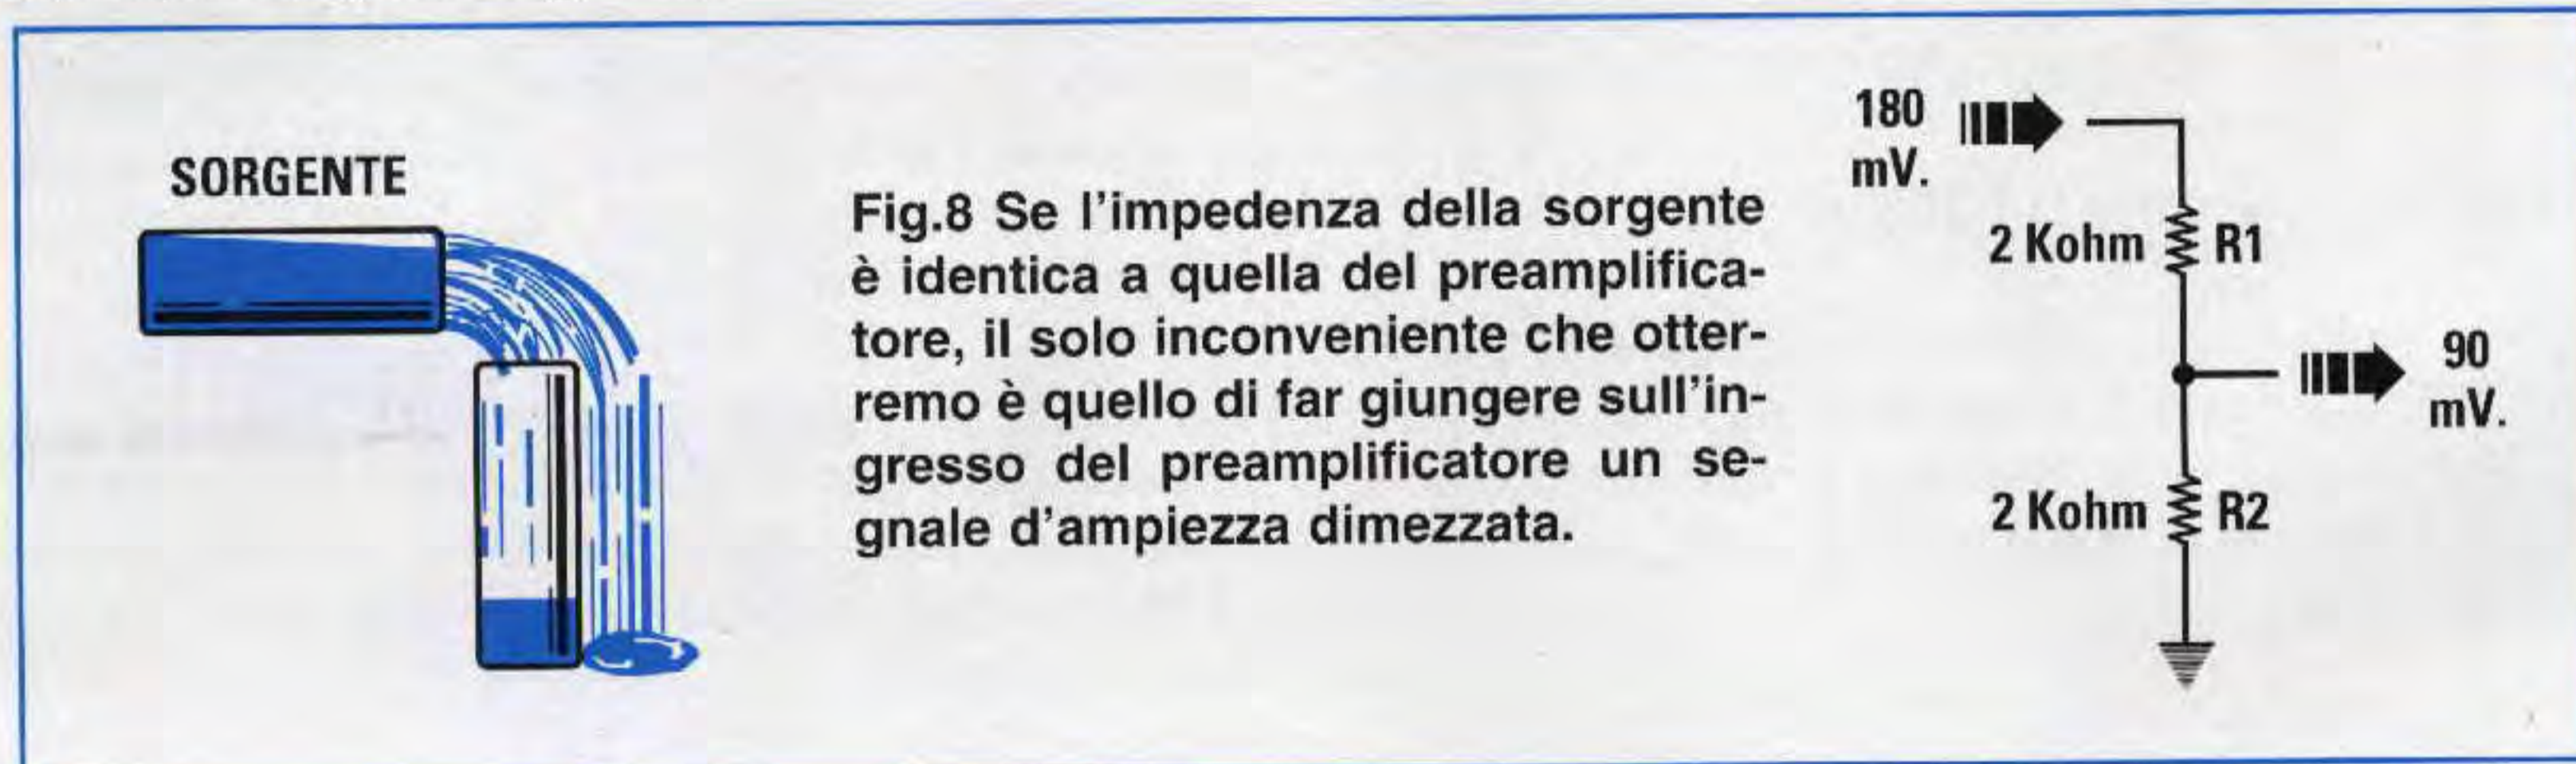 SORGENTE
Fig.8 Se l'impedenza della sorgente
è identica a quella del preamplifica-
tore, il solo inconveniente che otter-
remo è quello di far giungere sull'in-
gresso del preamplificatore un se-
gnale d'ampiezza dimezzata.
180
mV.
2 Kohm R1
90
mV.
2 Kohm R2